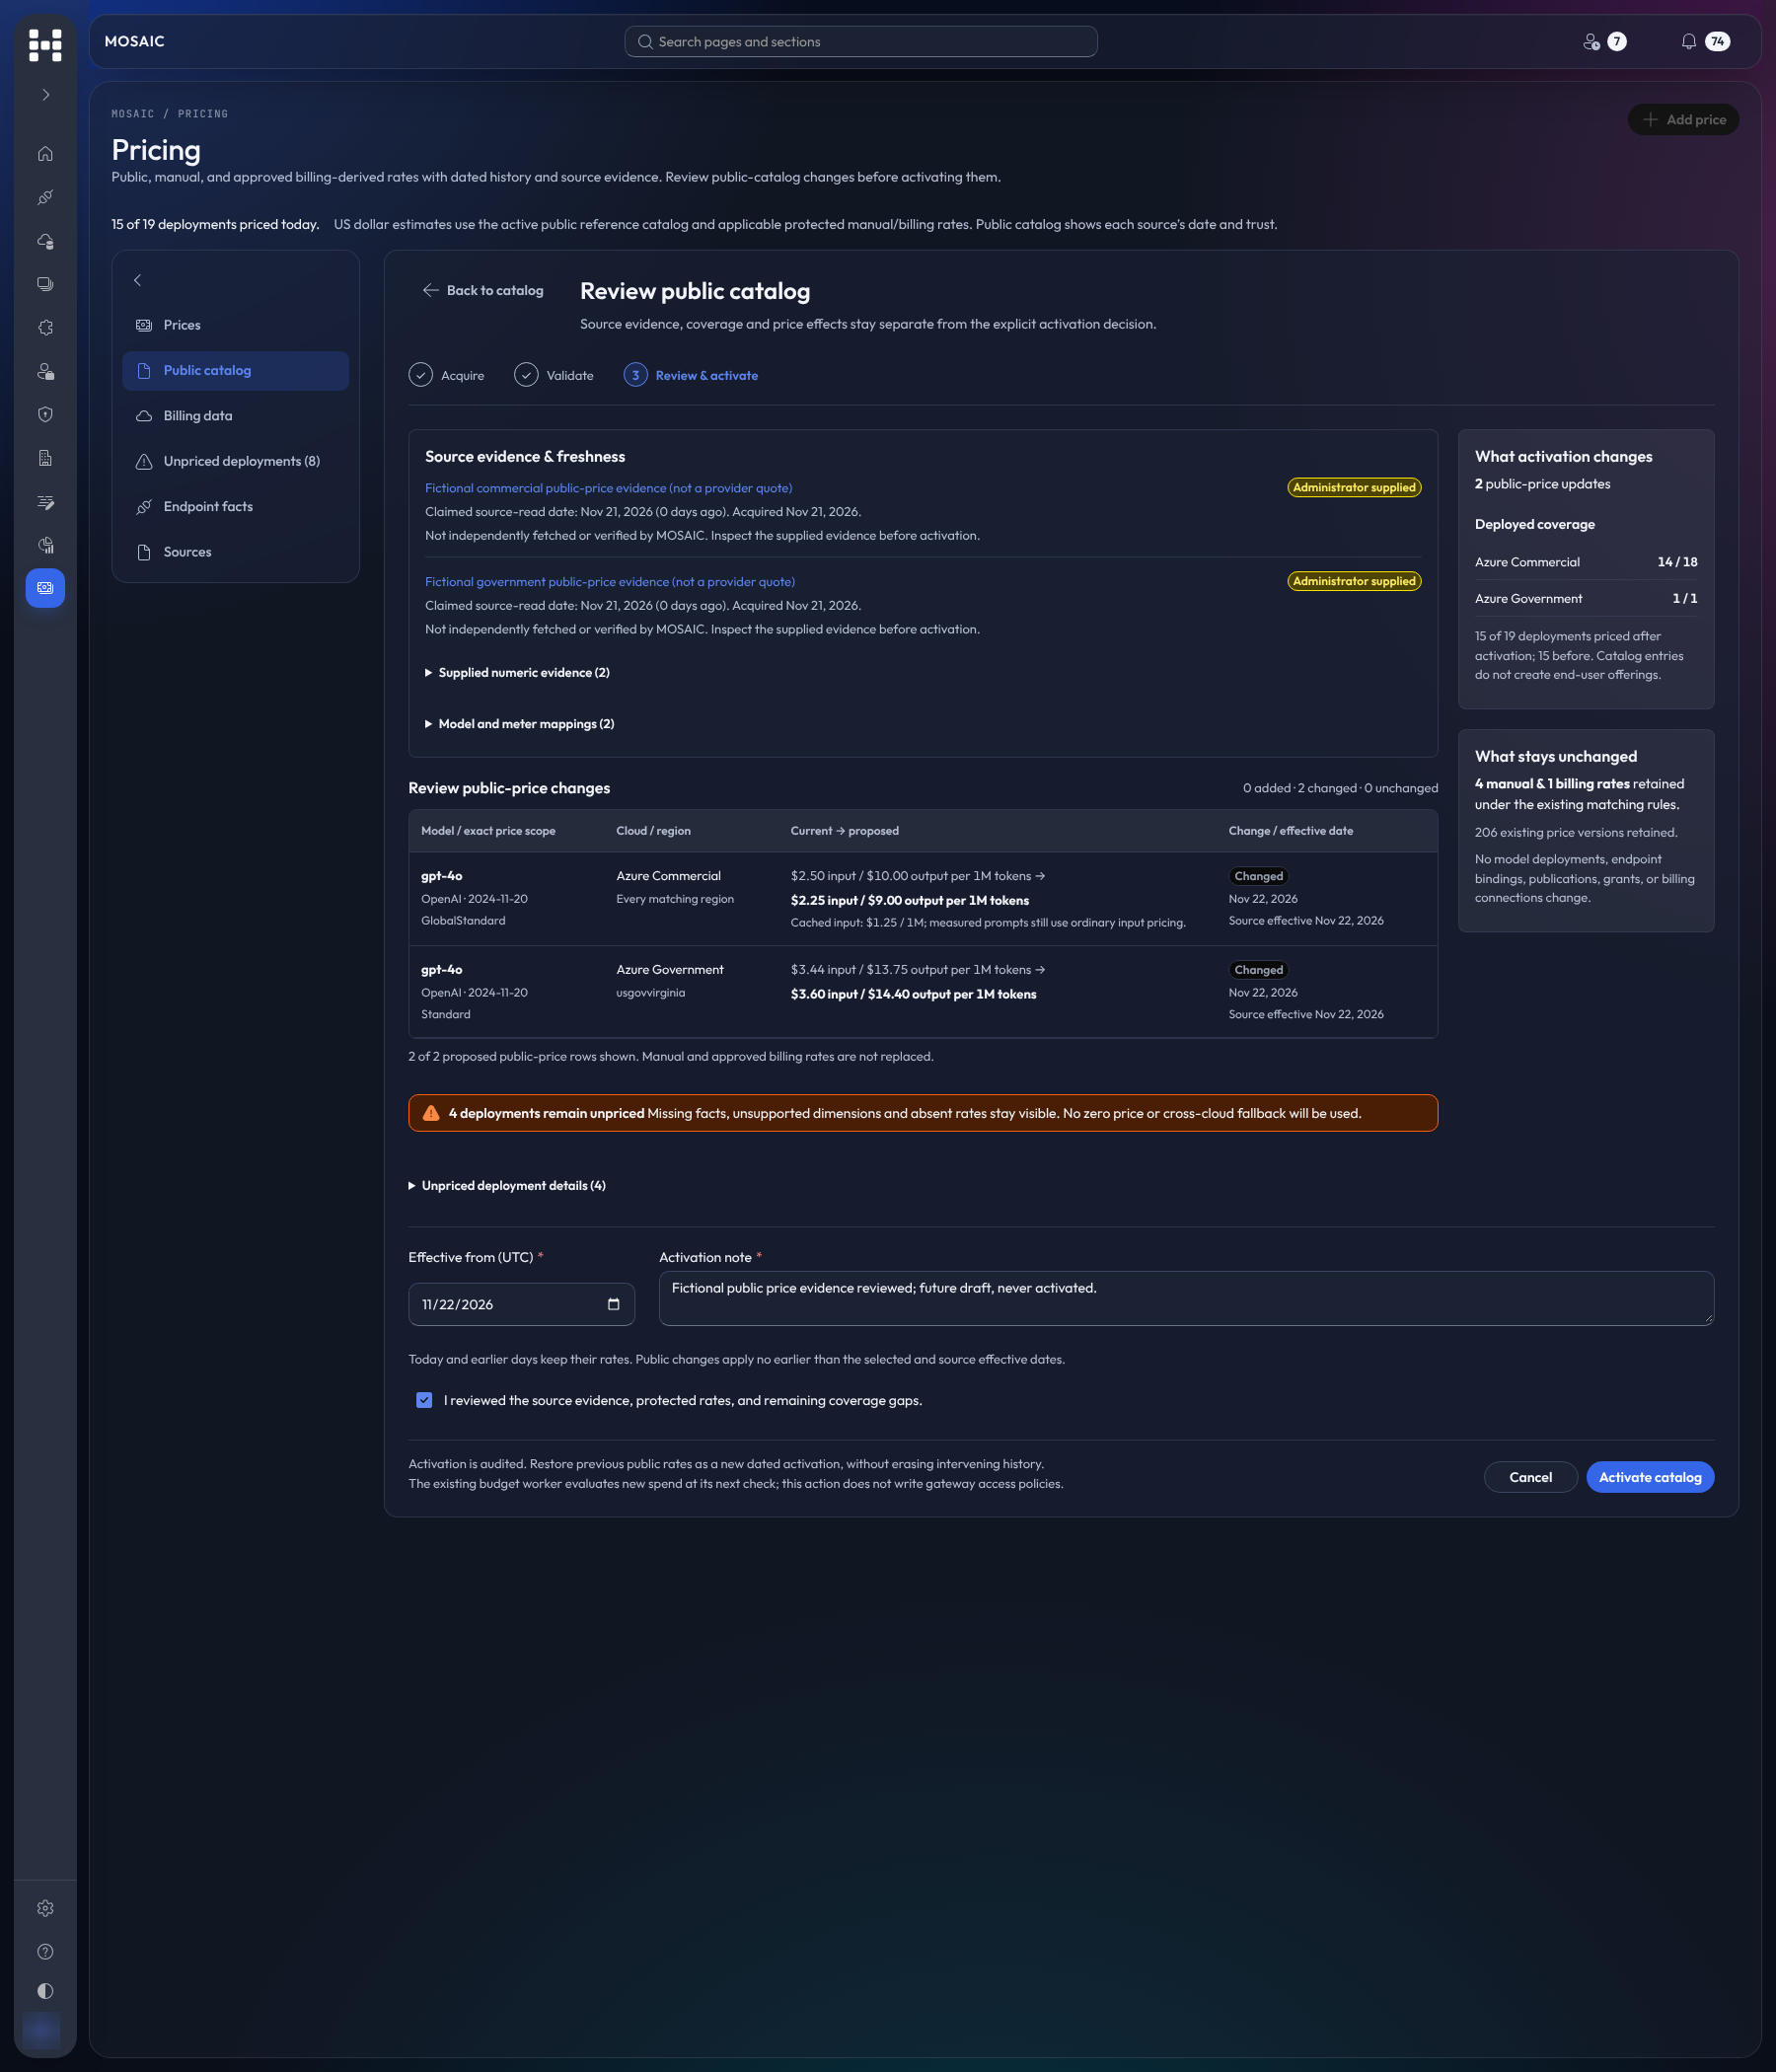 MOSAIC
Search pages and sections
7
74
MOSAIC / PRICING
Add price
Pricing
Public, manual, and approved billing-derived rates with dated history and source evidence. Review public-catalog changes before activating them.
15 of 19 deployments priced today. US dollar estimates use the active public reference catalog and applicable protected manual/billing rates. Public catalog shows each source's date and trust.
Prices
Public catalog
Billing data
Unpriced deployments (8)
Endpoint facts
Sources
Back to catalog
Review public catalog
Source evidence, coverage and price effects stay separate from the explicit activation decision.
Acquire
Validate
3 Review & activate
Source evidence & freshness
Fictional commercial public-price evidence (not a provider quote)
Administrator supplied
Claimed source-read date: Nov 21, 2026 (0 days ago). Acquired Nov 21, 2026.
Not independently fetched or verified by MOSAIC. Inspect the supplied evidence before activation.
Fictional government public-price evidence (not a provider quote)
Administrator supplied
Claimed source-read date: Nov 21, 2026 (0 days ago). Acquired Nov 21, 2026.
Not independently fetched or verified by MOSAIC. Inspect the supplied evidence before activation.
Supplied numeric evidence (2)
Model and meter mappings (2)
What activation changes
2 public-price updates
Deployed coverage
Azure Commercial 14 / 18
Azure Government 1 / 1
15 of 19 deployments priced after
activation; 15 before. Catalog entries
do not create end-user offerings.
What stays unchanged
4 manual & 1 billing rates retained
under the existing matching rules.
206 existing price versions retained.
No model deployments, endpoint
bindings, publications, grants, or billing
connections change.
Review public-price changes
0 added · 2 changed · 0 unchanged
Model / exact price scope Cloud / region Current → proposed Change / effective date
gpt-4o Azure Commercial $2.50 input / $10.00 output per 1M tokens → Changed
OpenAI · 2024-11-20 Every matching region $2.25 input / $9.00 output per 1M tokens Nov 22, 2026
GlobalStandard Cached input: $1.25 / 1M; measured prompts still use ordinary input pricing. Source effective Nov 22, 2026
gpt-4o Azure Government $3.44 input / $13.75 output per 1M tokens → Changed
OpenAI · 2024-11-20 usgovvirginia $3.60 input / $14.40 output per 1M tokens Nov 22, 2026
Standard Source effective Nov 22, 2026
2 of 2 proposed public-price rows shown. Manual and approved billing rates are not replaced.
4 deployments remain unpriced Missing facts, unsupported dimensions and absent rates stay visible. No zero price or cross-cloud fallback will be used.
Unpriced deployment details (4)
Effective from (UTC) *
11/22/2026
Activation note *
Fictional public price evidence reviewed; future draft, never activated.
Today and earlier days keep their rates. Public changes apply no earlier than the selected and source effective dates.
I reviewed the source evidence, protected rates, and remaining coverage gaps.
Activation is audited. Restore previous public rates as a new dated activation, without erasing intervening history.
The existing budget worker evaluates new spend at its next check; this action does not write gateway access policies.
Cancel
Activate catalog